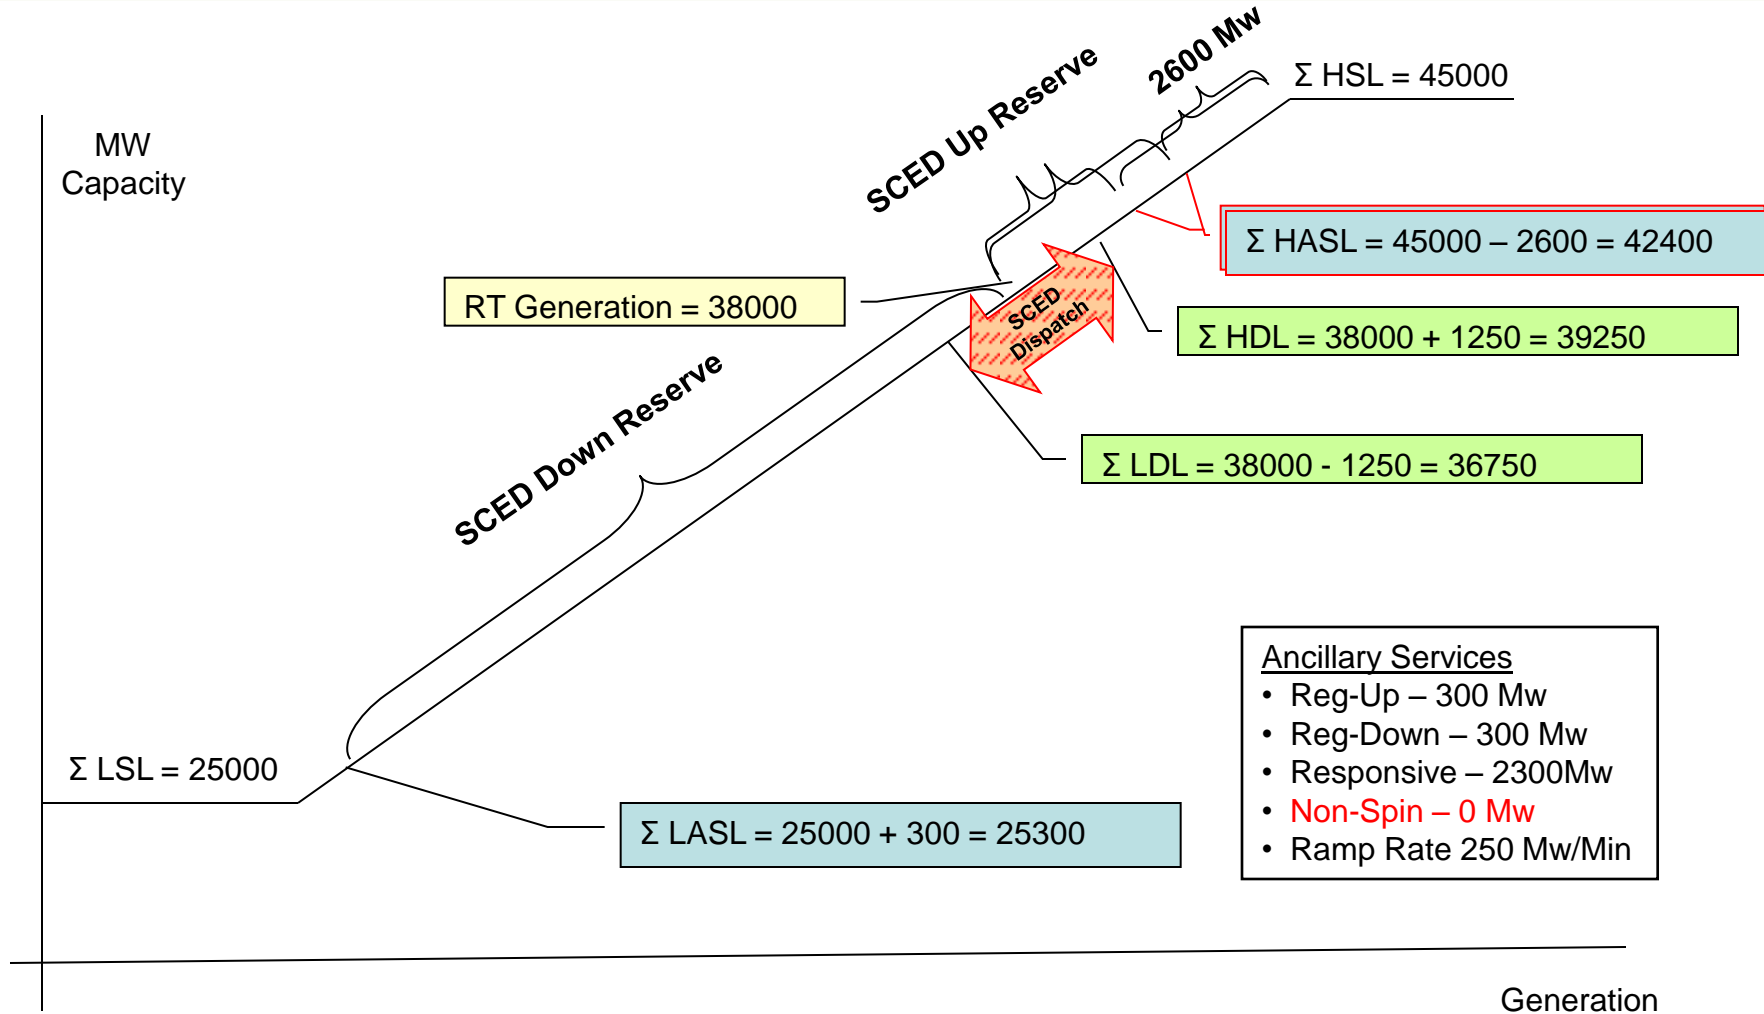 2600 Mw
Σ HSL = 45000
SCED Up Reserve
MW
Capacity
Σ HASL = 45000 – 2600 = 42400
RT Generation = 38000
SCED
Dispatch
Σ HDL = 38000 + 1250 = 39250
SCED Down Reserve
Σ LDL = 38000 - 1250 = 36750
Ancillary Services
• Reg-Up – 300 Mw
• Reg-Down – 300 Mw
• Responsive – 2300Mw
• Non-Spin – 0 Mw
• Ramp Rate 250 Mw/Min
Σ LSL = 25000
Σ LASL = 25000 + 300 = 25300
Generation